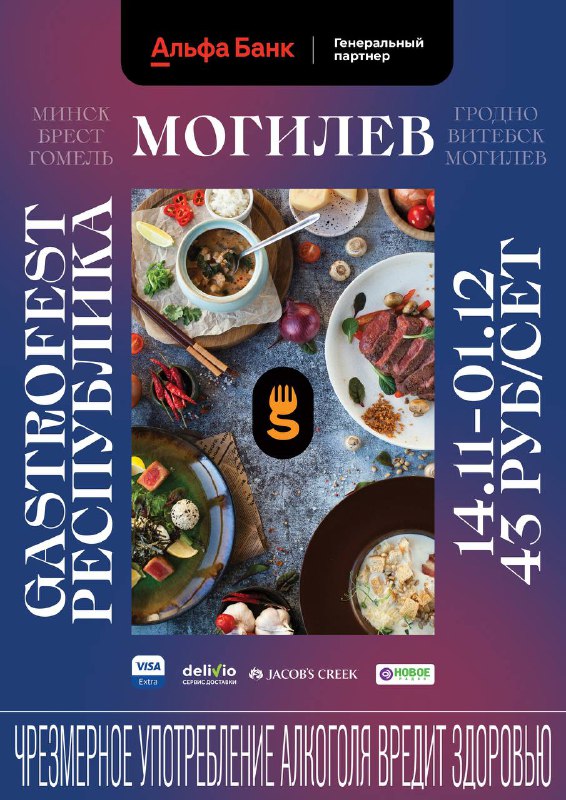 Альфа Банк
Генеральный
партнер
МИНСК
БРЕСТ
ГОМЕЛЬ
МОГИЛЕВ
ГРОДНО
ВИТЕБСК
МОГИЛЕВ
GASTROFEST
РЕСПУБЛИКА
14.11–01.12
43 РУБ/СЕТ
VISA
Extra
delivio
СЕРВИС ДОСТАВКИ
JACOB'S CREEK
НОВОЕ
РАДИО
ЧРЕЗМЕРНОЕ УПОТРЕБЛЕНИЕ АЛКОГОЛЯ ВРЕДИТ ЗДОРОВЬЮ